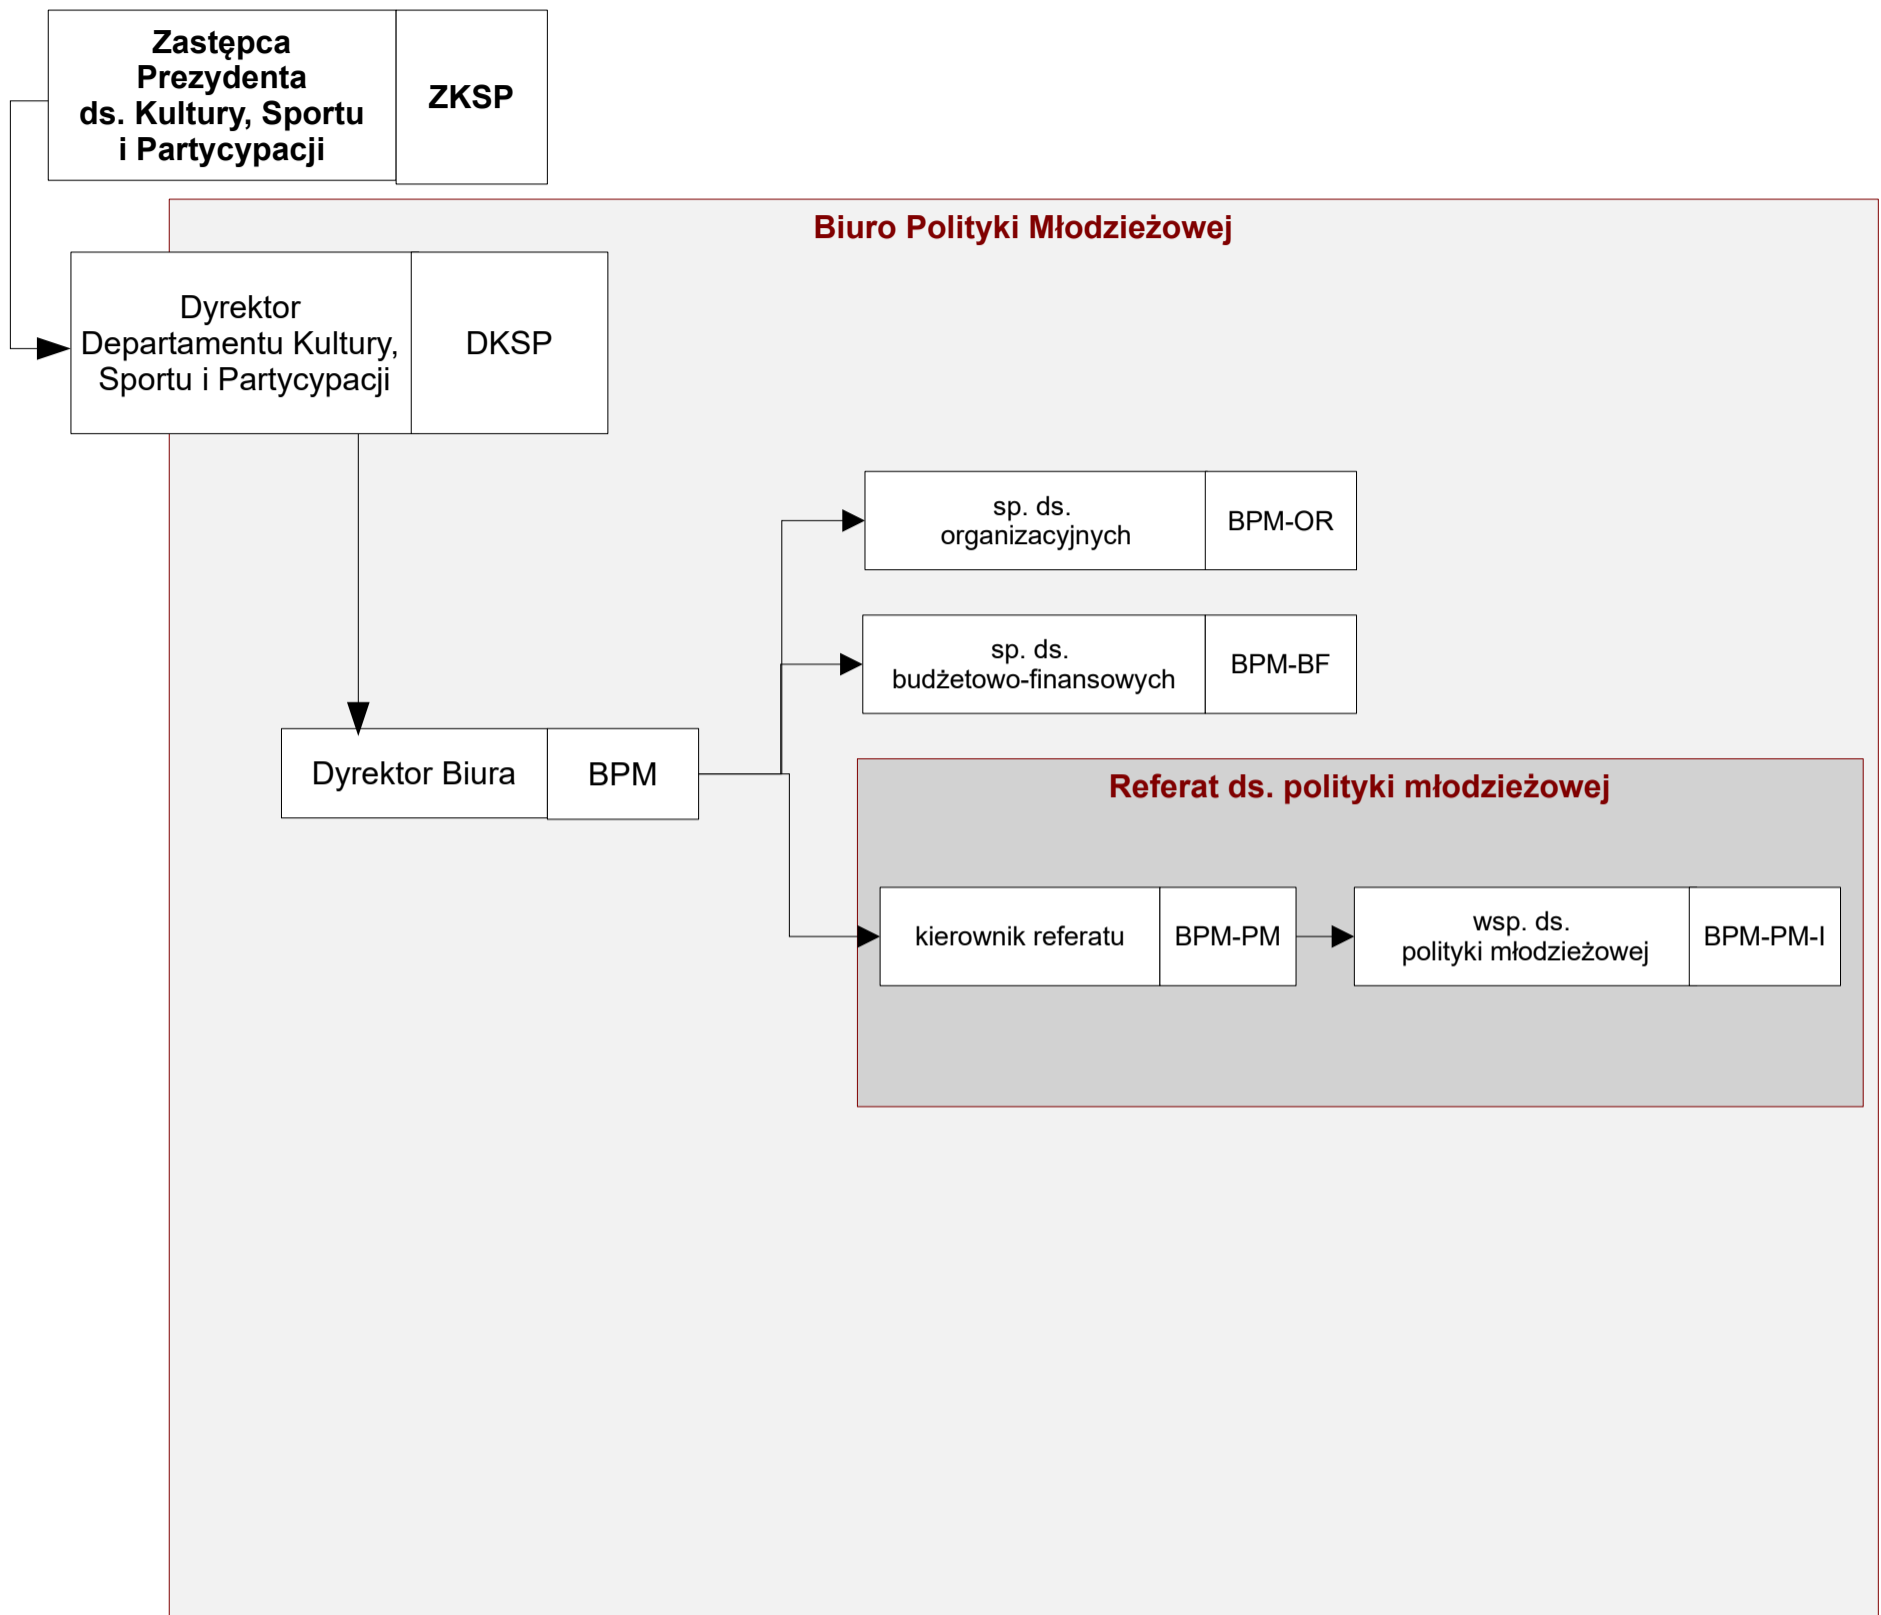 Zastępca
Prezydenta
ds. Kultury, Sportu
i Partycypacji
ZKSP
Biuro Polityki Młodzieżowej
Dyrektor
Departamentu Kultury,
Sportu i Partycypacji
DKSP
sp. ds.
organizacyjnych
BPM-OR
sp. ds.
budżetowo-finansowych
BPM-BF
Dyrektor Biura
BPM
Referat ds. polityki młodzieżowej
kierownik referatu
BPM-PM
wsp. ds.
polityki młodzieżowej
BPM-PM-I